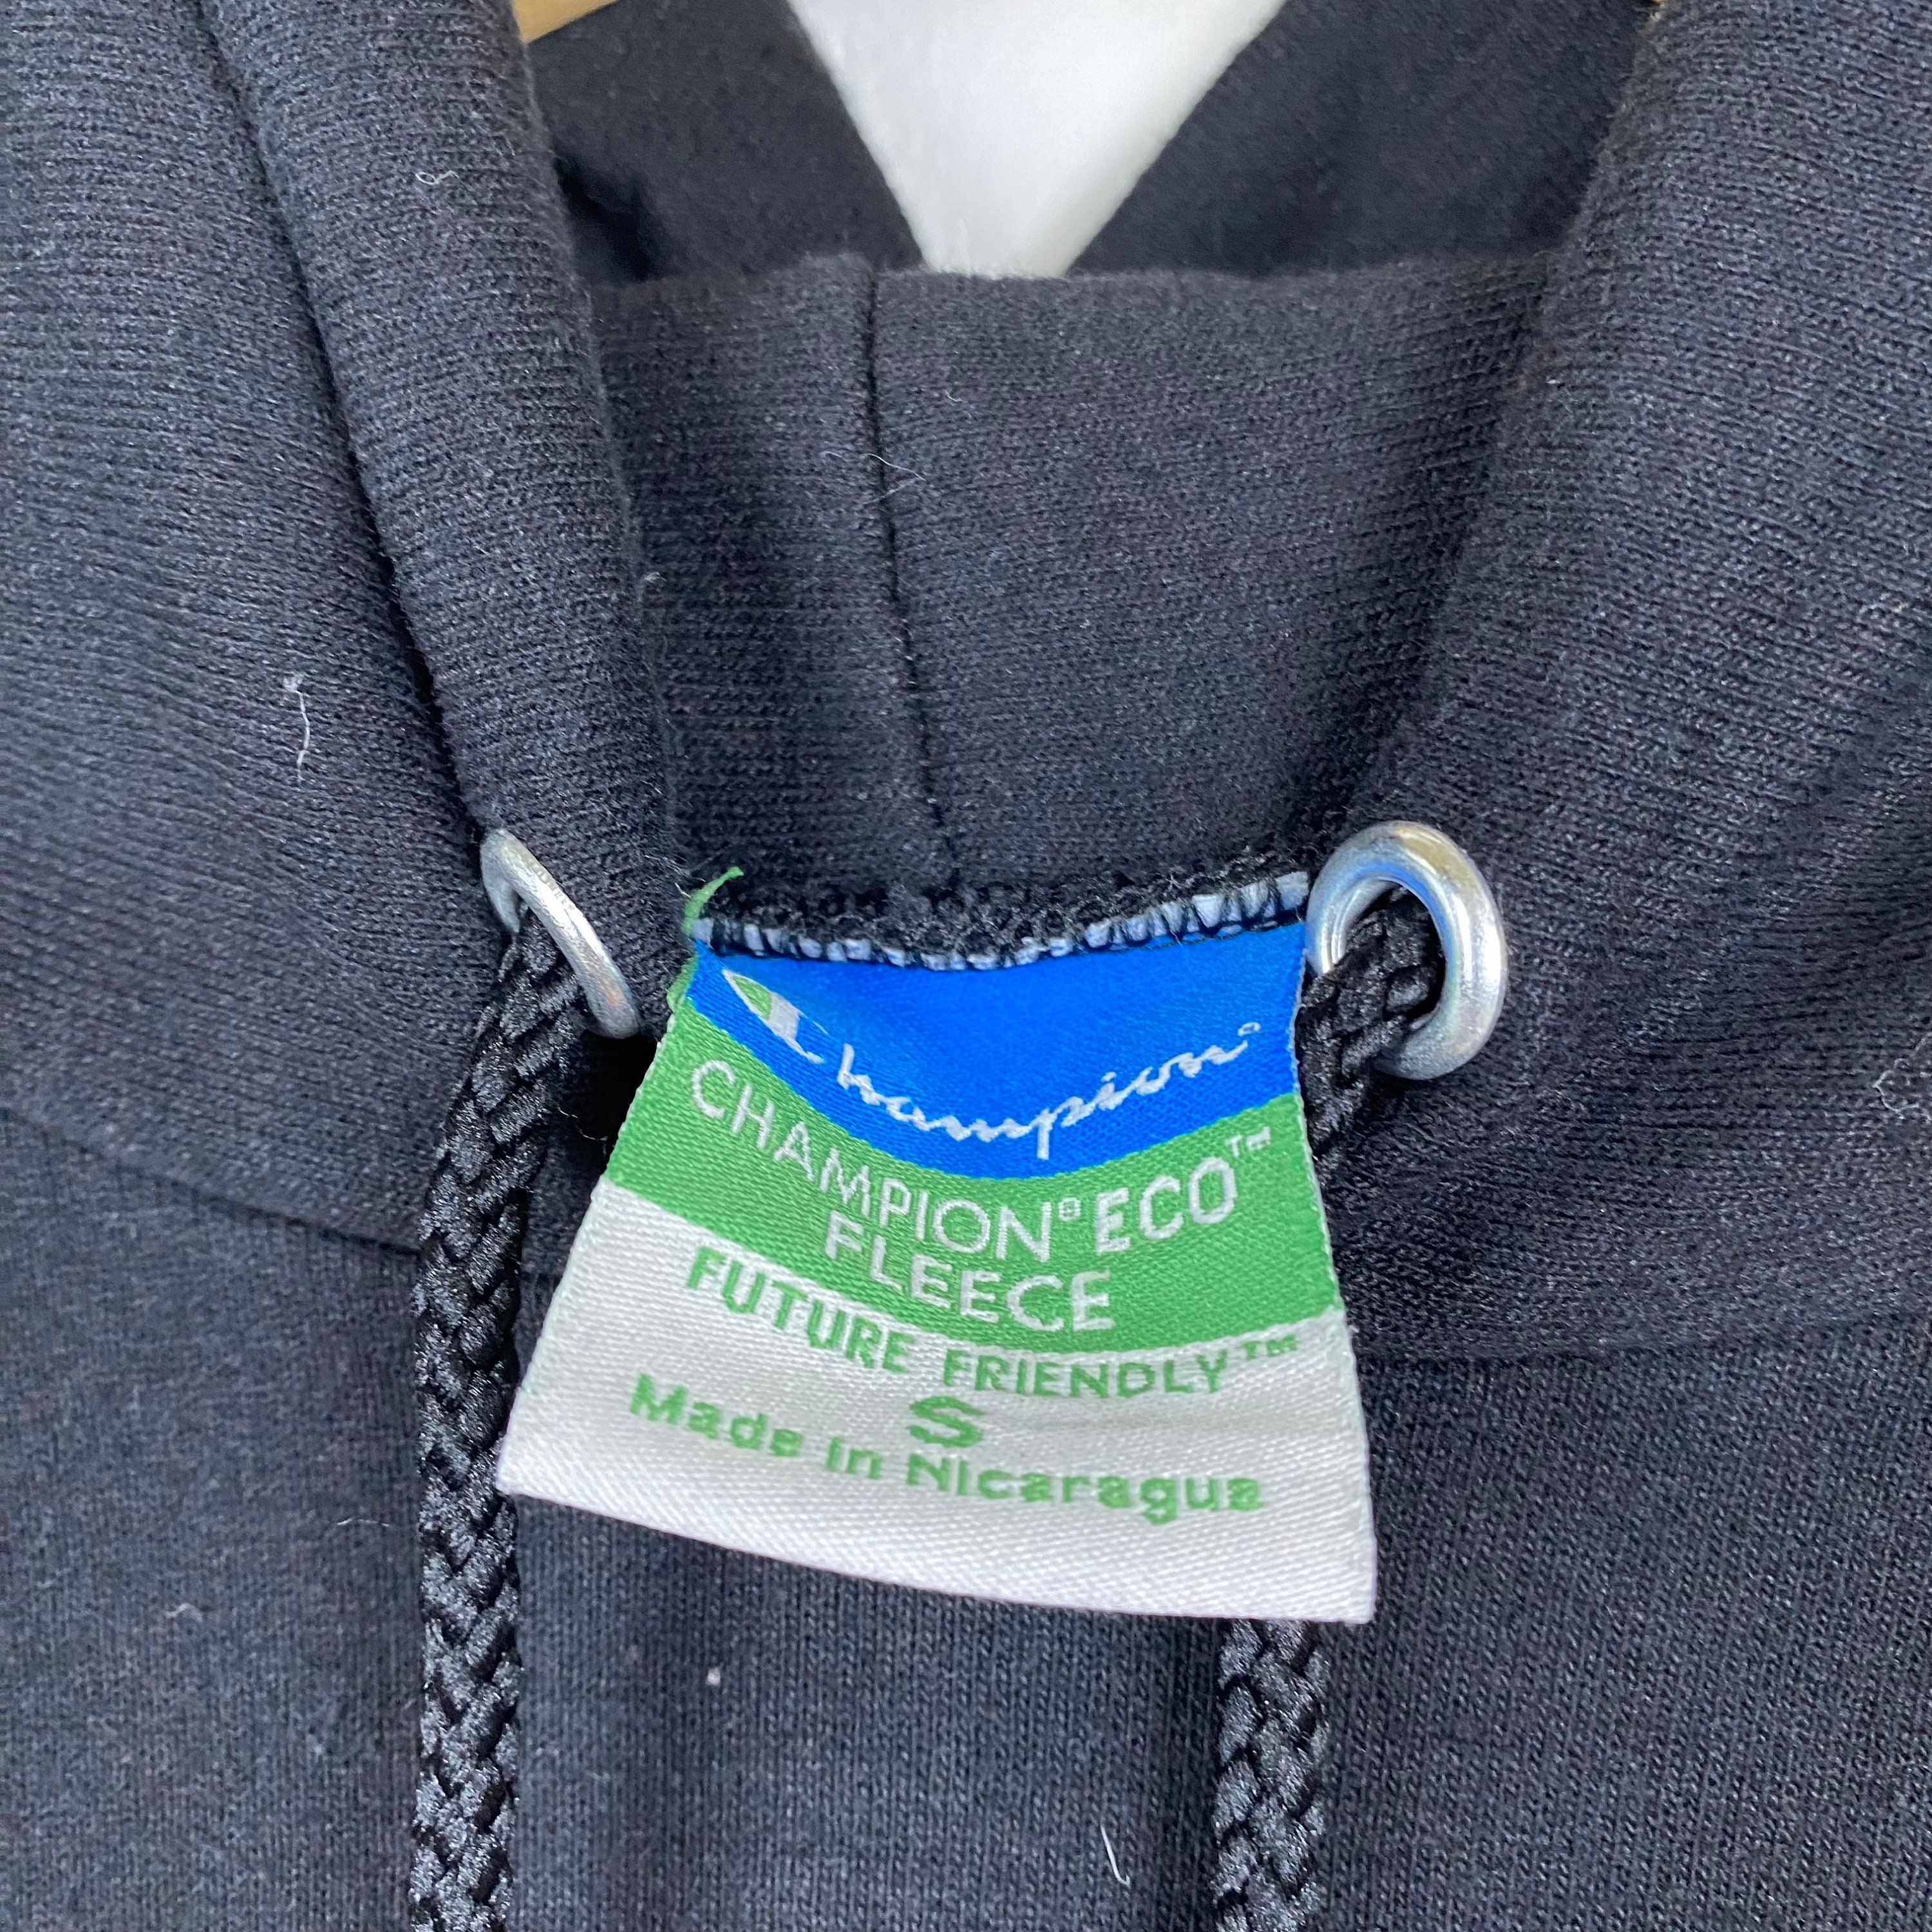 Champion®
CHAMPION® ECO™
FLEECE
FUTURE FRIENDLY™
S
Made in Nicaragua